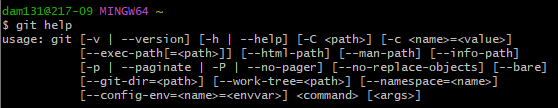 dam131@217-09 MINGW64 ~
$ git help
usage: git [-v | --version] [-h | --help] [-C <path>] [-c <name>=<value>]
           [--exec-path[=<path>]] [--html-path] [--man-path] [--info-path]
           [-p | --paginate | -P | --no-pager] [--no-replace-objects] [--bare]
           [--git-dir=<path>] [--work-tree=<path>] [--namespace=<name>]
           [--config-env=<name>=<envvar>] <command> [<args>]